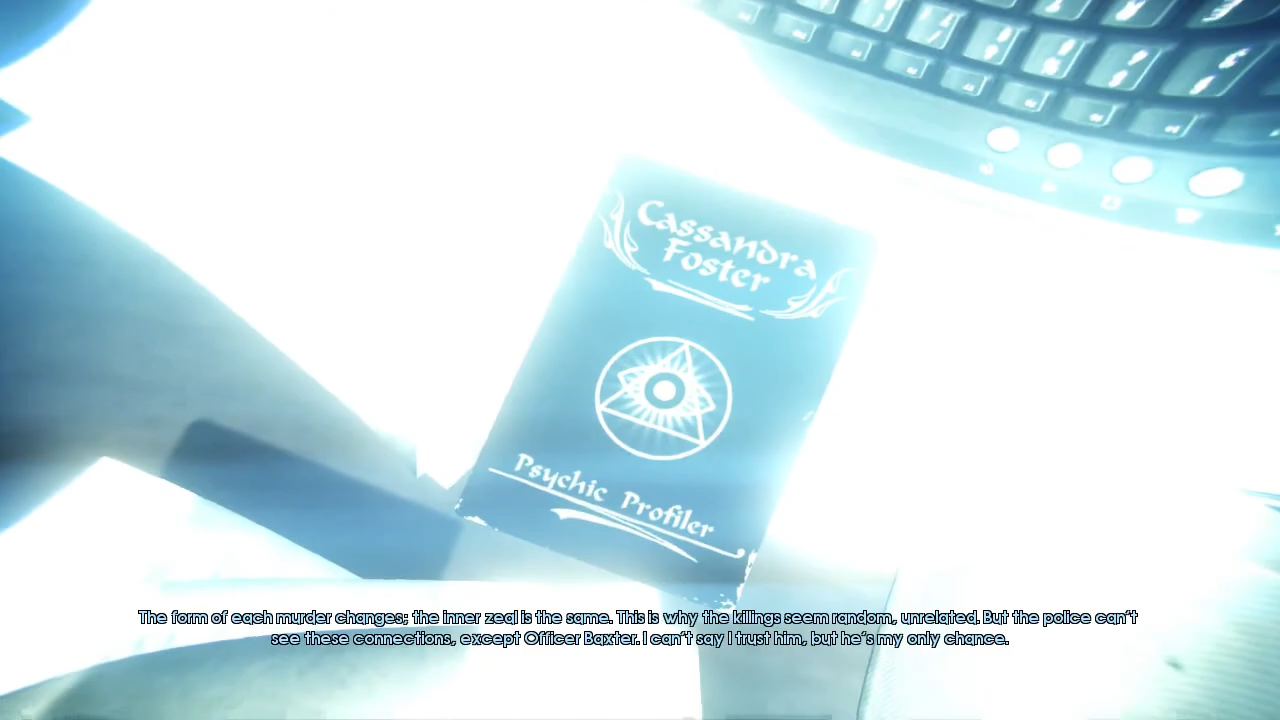 Cassandra
Foster
Psychic Profiler
The form of each murder changes; the inner zeal is the same. This is why the killings seem random, unrelated. But the police can't
see these connections, except Officer Baxter. I can't say I trust him, but he's my only chance.